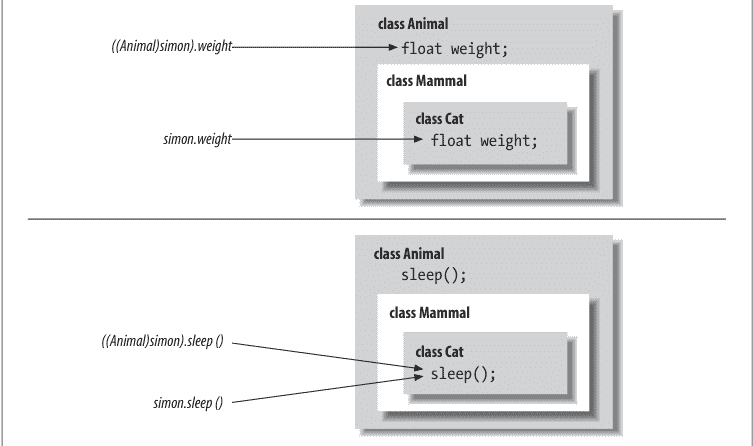 class Animal
((Animal)simon).weight
float weight;
class Mammal
class Cat
simon.weight
float weight;
class Animal
sleep();
class Mammal
((Animal)simon).sleep ()
class Cat
sleep();
simon.sleep ()